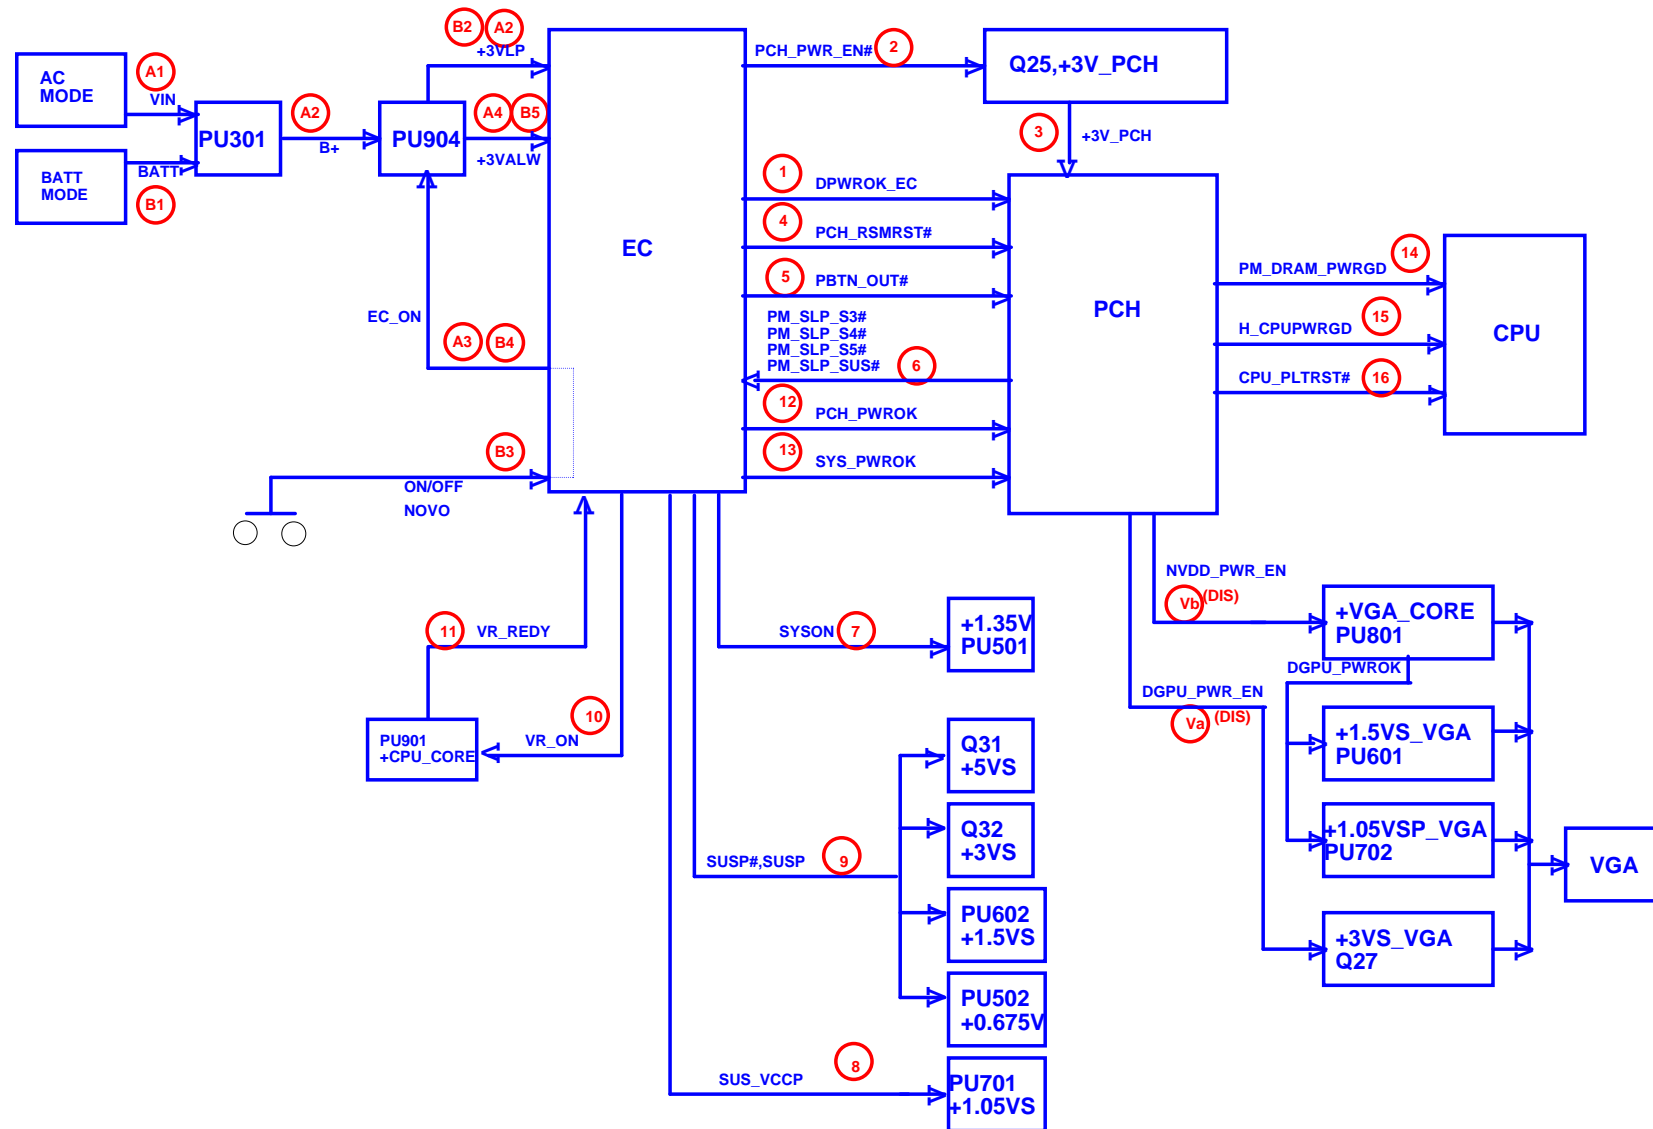 B2 A2
+3VLP
PCH_PWR_EN# 2
Q25,+3V_PCH
AC
MODE
A1
VIN
PU301
A2
B+
PU904
A4 B5
+3VALW
3
+3V_PCH
BATT
MODE
BATT
B1
1
DPWROK_EC
4
PCH_RSMRST#
EC
5
PBTN_OUT#
PCH
14
PM_DRAM_PWRGD
15
H_CPUPWRGD
CPU
CPU_PLTRST# 16
EC_ON
A3 B4
PM_SLP_S3#
PM_SLP_S4#
PM_SLP_S5#
PM_SLP_SUS# 6
12
PCH_PWROK
13
SYS_PWROK
B3
ON/OFF
NOVO
NVDD_PWR_EN
Vb (DIS)
+VGA_CORE
PU801
11 VR_REDY
SYSON 7
+1.35V
PU501
DGPU_PWROK
DGPU_PWR_EN
Va (DIS)
10
VR_ON
PU901
+CPU_CORE
Q31
+5VS
+1.5VS_VGA
PU601
Q32
+3VS
+1.05VSP_VGA
PU702
SUSP#,SUSP 9
VGA
PU602
+1.5VS
+3VS_VGA
Q27
PU502
+0.675V
8
SUS_VCCP
PU701
+1.05VS